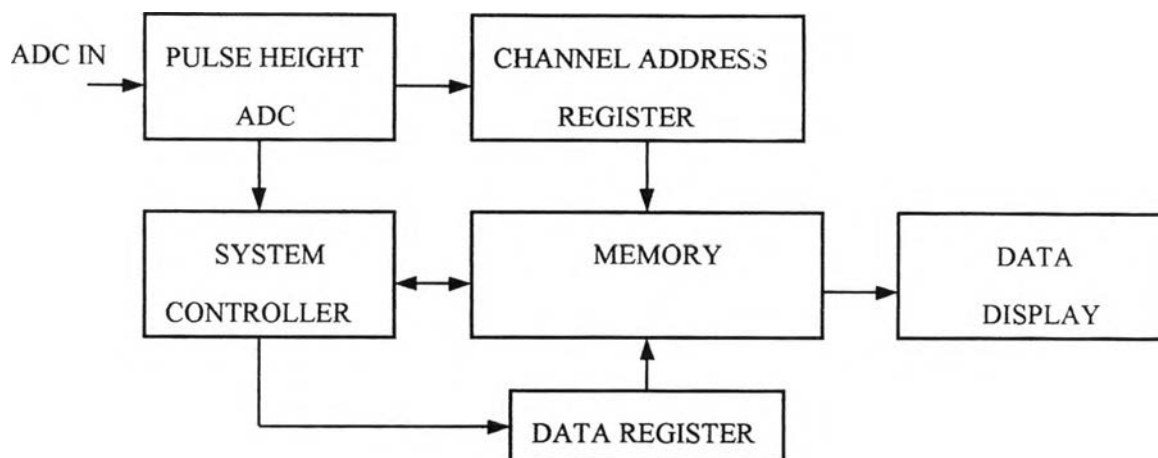 ADC IN
PULSE HEIGHT
ADC
CHANNEL ADDRESS
REGISTER
SYSTEM
CONTROLLER
MEMORY
DATA
DISPLAY
DATA REGISTER